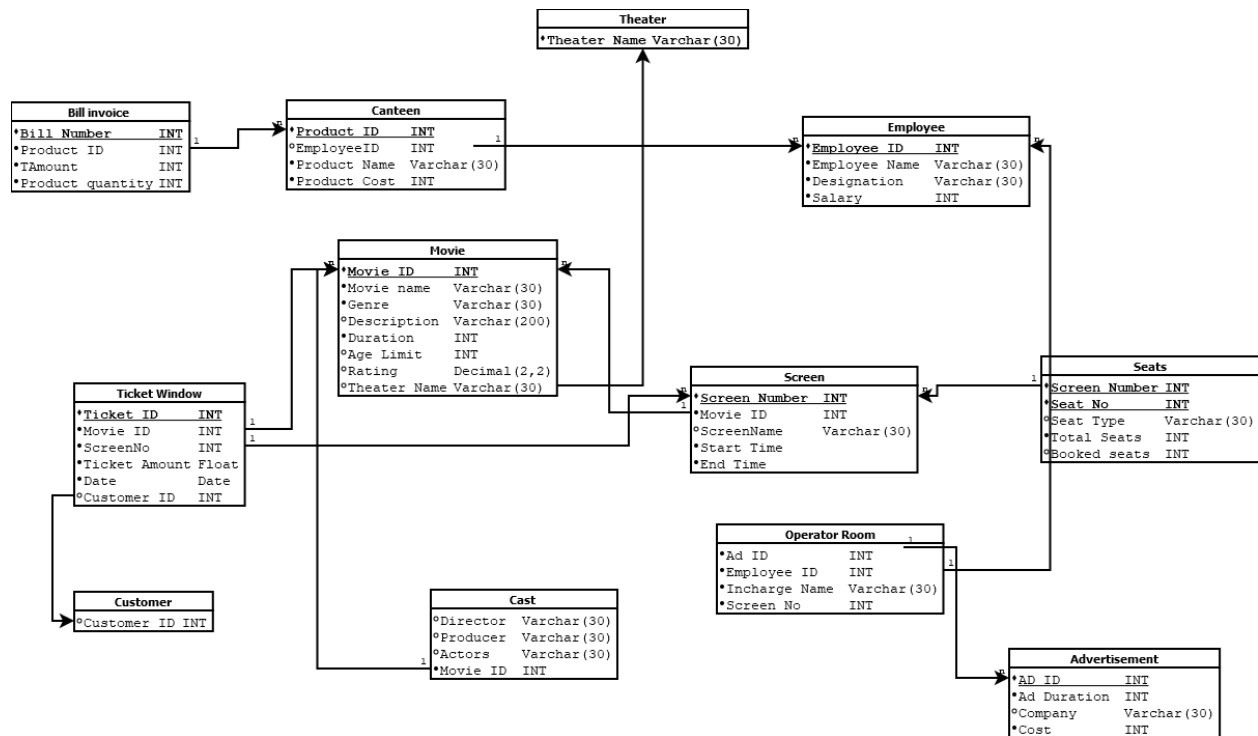 Theater
Theater Name Varchar(30)
Bill invoice
Bill Number INT
Product ID INT
TAmount INT
Product quantity INT
1
n
Canteen
Product ID INT
EmployeeID INT
Product Name Varchar(30)
Product Cost INT
1
n
Employee
Employee ID INT
Employee Name Varchar(30)
Designation Varchar(30)
Salary INT
n
Movie
Movie ID INT
Movie name Varchar(30)
Genre Varchar(30)
Description Varchar(200)
Duration INT
Age Limit INT
Rating Decimal(2,2)
Theater Name Varchar(30)
n
n
Ticket Window
Ticket ID INT
Movie ID INT
ScreenNo INT
Ticket Amount Float
Date Date
Customer ID INT
1
1
n
1
Screen
Screen Number INT
Movie ID INT
ScreenName Varchar(30)
Start Time
End Time
n
1
Seats
Screen Number INT
Seat No INT
Seat Type Varchar(30)
Total Seats INT
Booked seats INT
Operator Room
Ad ID INT
Employee ID INT
Incharge Name Varchar(30)
Screen No INT
1
1
Customer
Customer ID INT
Cast
Director Varchar(30)
Producer Varchar(30)
Actors Varchar(30)
Movie ID INT
1
n
Advertisement
AD ID INT
Ad Duration INT
Company Varchar(30)
Cost INT